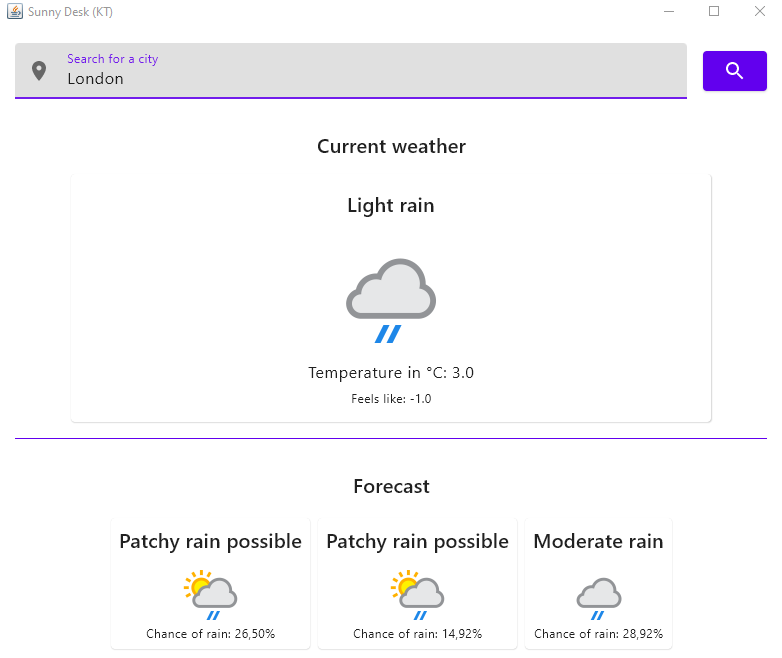 Sunny Desk (KT)
Search for a city
London
Current weather
Light rain
Temperature in °C: 3.0
Feels like: -1.0
Forecast
Patchy rain possible
Chance of rain: 26,50%
Patchy rain possible
Chance of rain: 14,92%
Moderate rain
Chance of rain: 28,92%